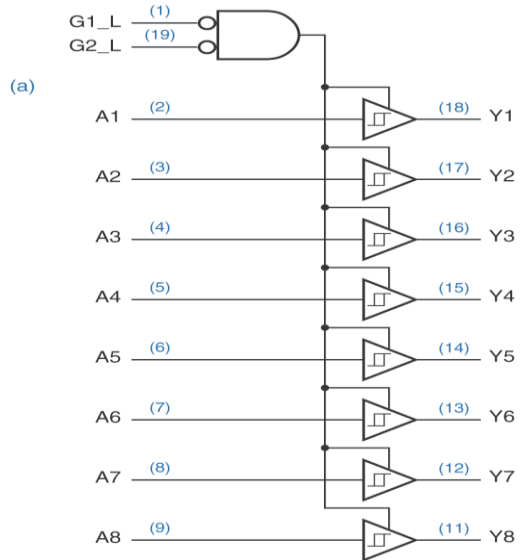 G1_L (1)
G2_L (19)
(a)
A1 (2) (18) Y1
A2 (3) (17) Y2
A3 (4) (16) Y3
A4 (5) (15) Y4
A5 (6) (14) Y5
A6 (7) (13) Y6
A7 (8) (12) Y7
A8 (9) (11) Y8